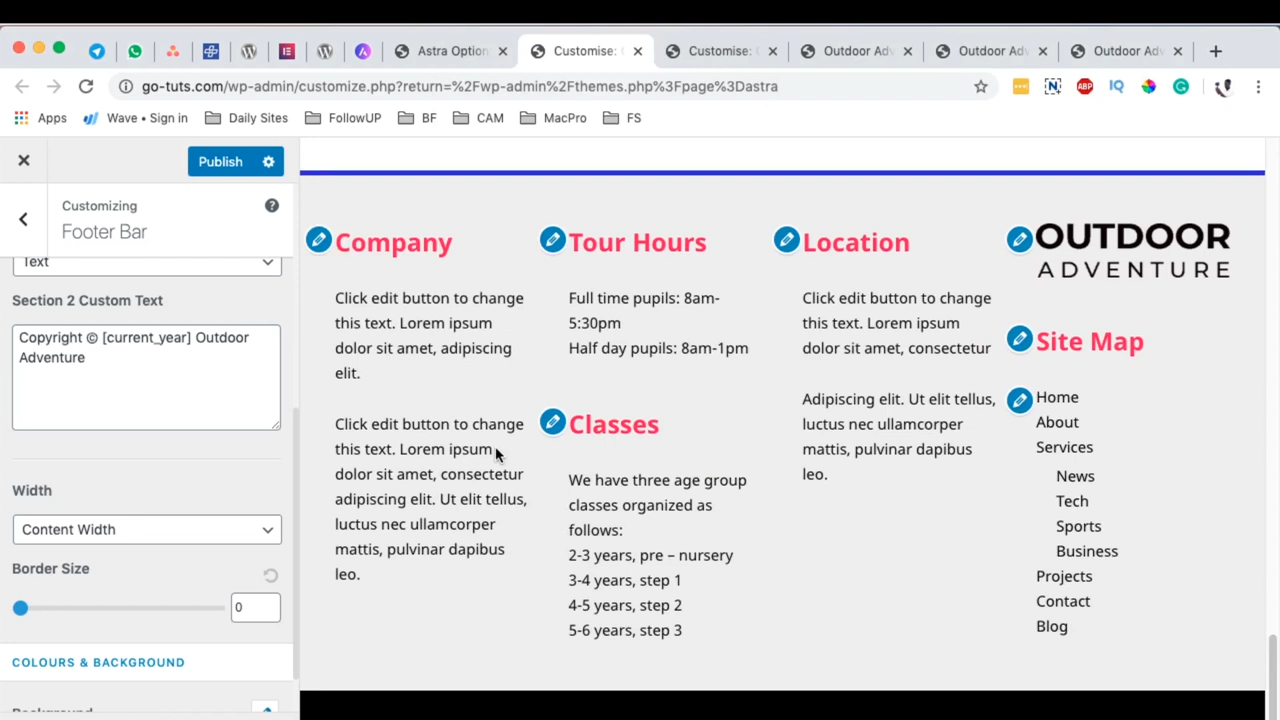 Astra Option
Customise: (
Customise: (
Outdoor Adv
Outdoor Adv
Outdoor Adv
go-tuts.com/wp-admin/customize.php?return=%2Fwp-admin%2Fthemes.php%3Fpage%3Dastra
ABP
IQ
Apps
Wave • Sign in
Daily Sites
FollowUP
BF
CAM
MacPro
FS
Publish
Customizing
Footer Bar
Text
Section 2 Custom Text
Copyright © [current_year] Outdoor
Adventure
Width
Content Width
Border Size
0
COLOURS & BACKGROUND
Background
Company
Click edit button to change
this text. Lorem ipsum
dolor sit amet, adipiscing
elit.
Click edit button to change
this text. Lorem ipsum
dolor sit amet, consectetur
adipiscing elit. Ut elit tellus,
luctus nec ullamcorper
mattis, pulvinar dapibus
leo.
Tour Hours
Full time pupils: 8am-
5:30pm
Half day pupils: 8am-1pm
Classes
We have three age group
classes organized as
follows:
2-3 years, pre – nursery
3-4 years, step 1
4-5 years, step 2
5-6 years, step 3
Location
Click edit button to change
this text. Lorem ipsum
dolor sit amet, consectetur
Adipiscing elit. Ut elit tellus,
luctus nec ullamcorper
mattis, pulvinar dapibus
leo.
OUTDOOR
ADVENTURE
Site Map
Home
About
Services
News
Tech
Sports
Business
Projects
Contact
Blog